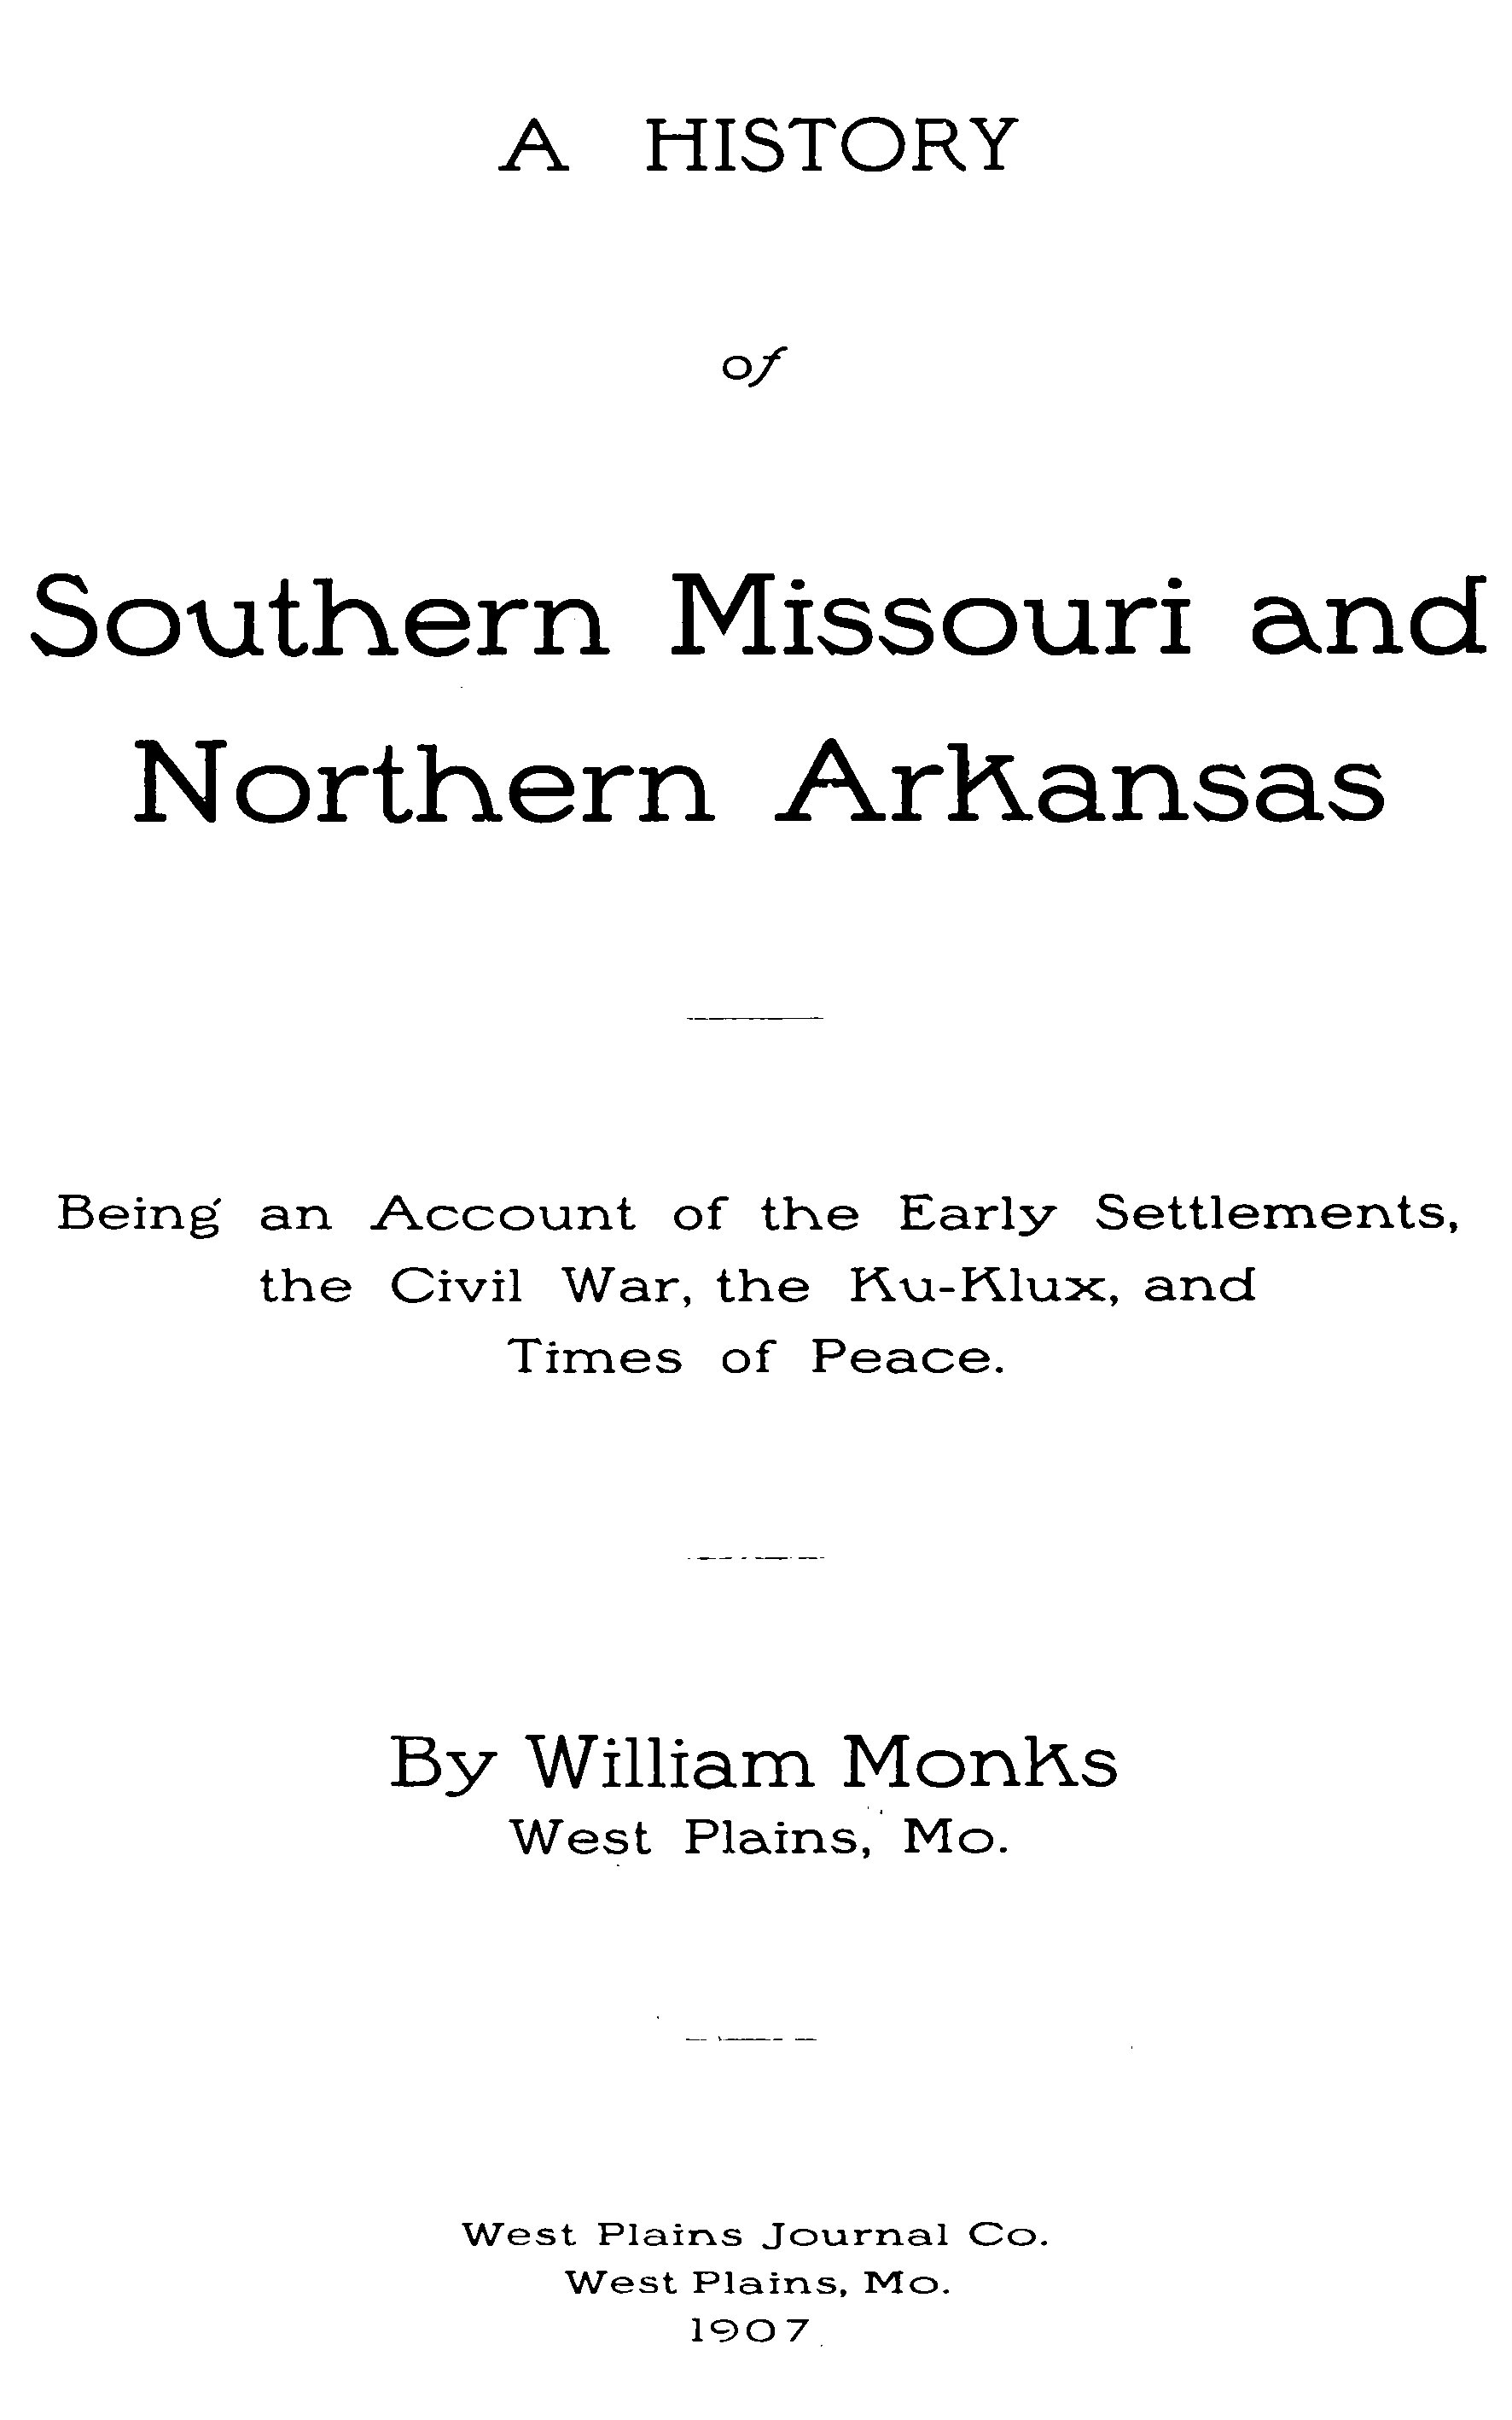 A HISTORY
of
Southern Missouri and
Northern Arkansas
Being an Account of the Early Settlements,
the Civil War, the Ku-Klux, and
Times of Peace.
By William Monks
West Plains, Mo.
West Plains Journal Co.
West Plains, Mo.
1907